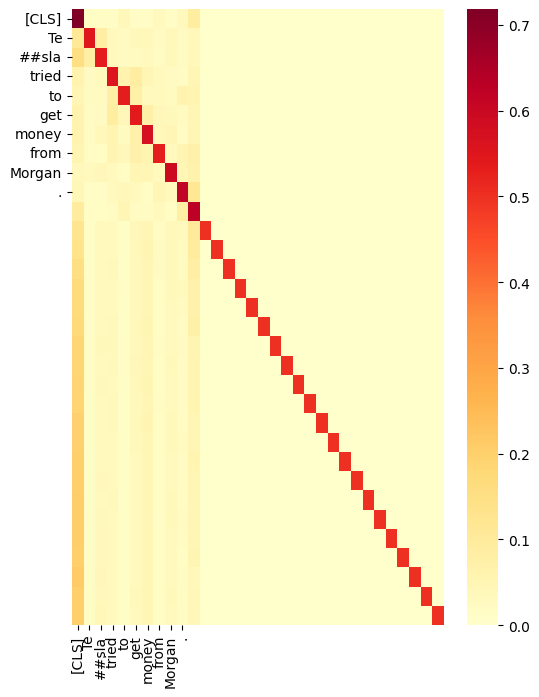 [CLS]
Te
##sla
tried
to
get
money
from
Morgan
.
0.7
0.6
0.5
0.4
0.3
0.2
0.1
0.0
[CLS]
Te
##sla
tried
to
get
money
from
Morgan
.